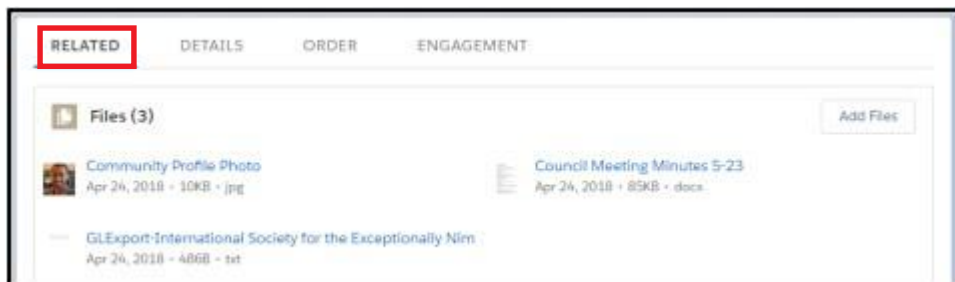 RELATED DETAILS ORDER ENGAGEMENT
Files (3) Add Files
Community Profile Photo
Apr 24, 2018 • 10KB • jpg
Council Meeting Minutes 5-23
Apr 24, 2018 • 85KB • docx
GLExport-International Society for the Exceptionally Nim
Apr 24, 2018 • 486B • txt